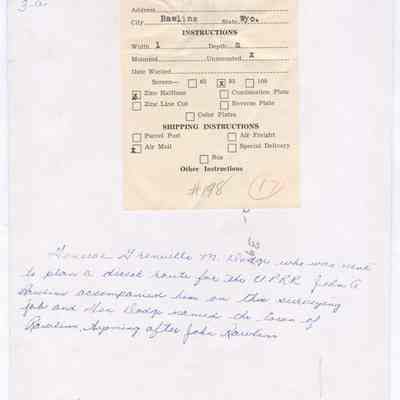 3-a
Address
City Rawlins State Wyo.
INSTRUCTIONS
Width 1 Depth n
Mounted Unmounted x
Date Wanted
Screen— 65 x 85 100
x Zinc Halftone Combination Plate
Zinc Line Cut Reverse Plate
Color Plates
SHIPPING INSTRUCTIONS
Parcel Post Air Freight
x Air Mail Special Delivery
Bus
Other Instructions
#198 17
General Grenville M. Dodge who was sent
to plan a direct route for the U.P.R.R. John A
Rawlins accompanied him on this surveying
job and Gen Dodge named the town of
Rawlins, Wyoming after John Rawlins